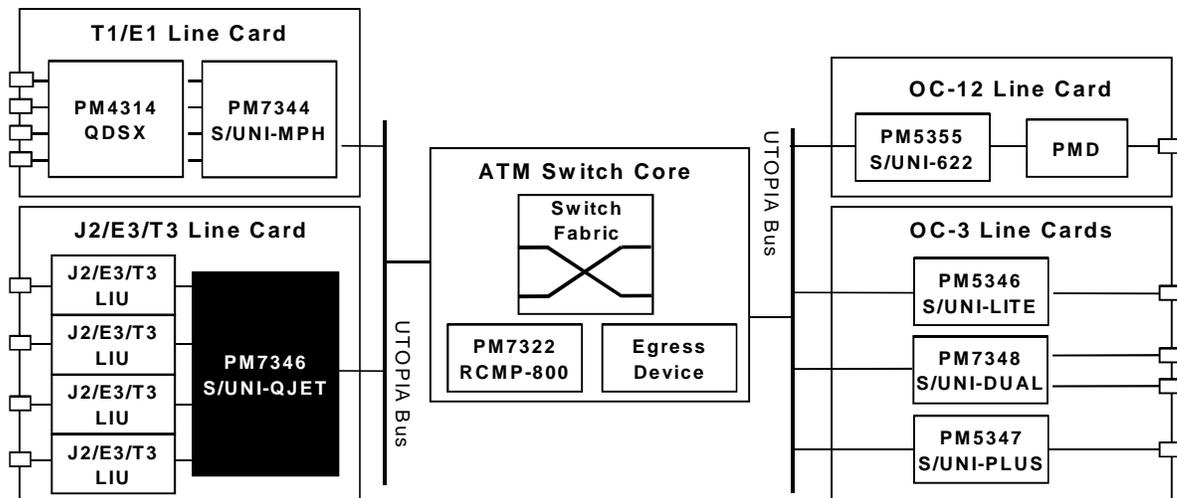 T1/E1 Line Card
PM4314
QDSX
PM7344
S/UNI-MPH
J2/E3/T3 Line Card
J2/E3/T3
LIU
J2/E3/T3
LIU
J2/E3/T3
LIU
J2/E3/T3
LIU
PM7346
S/UNI-QJET
UTOPIA Bus
ATM Switch Core
Switch
Fabric
PM7322
RCMP-800
Egress
Device
UTOPIA Bus
OC-12 Line Card
PM5355
S/UNI-622
PMD
OC-3 Line Cards
PM5346
S/UNI-LITE
PM7348
S/UNI-DUAL
PM5347
S/UNI-PLUS